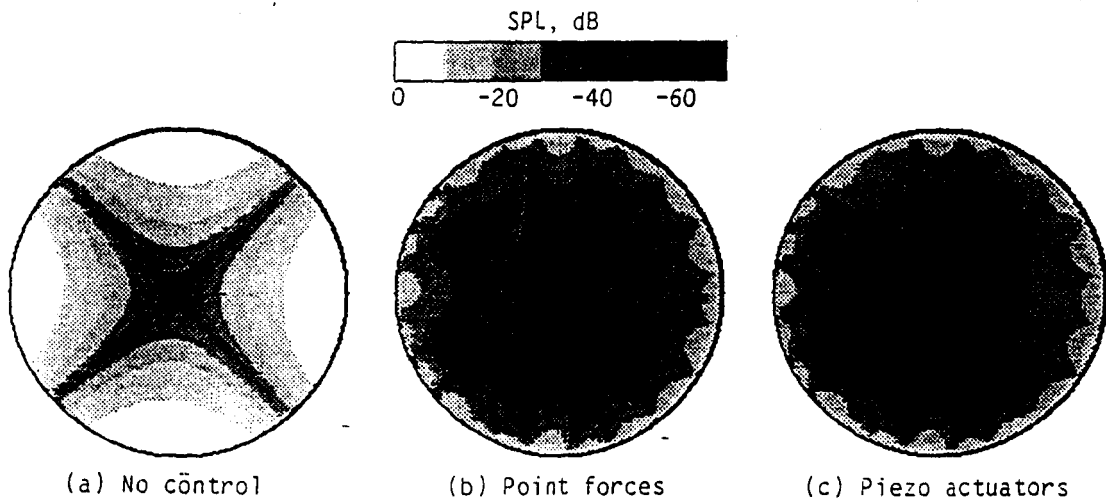 SPL, dB
0 -20 -40 -60
(a) No control
(b) Point forces
(c) Piezo actuators